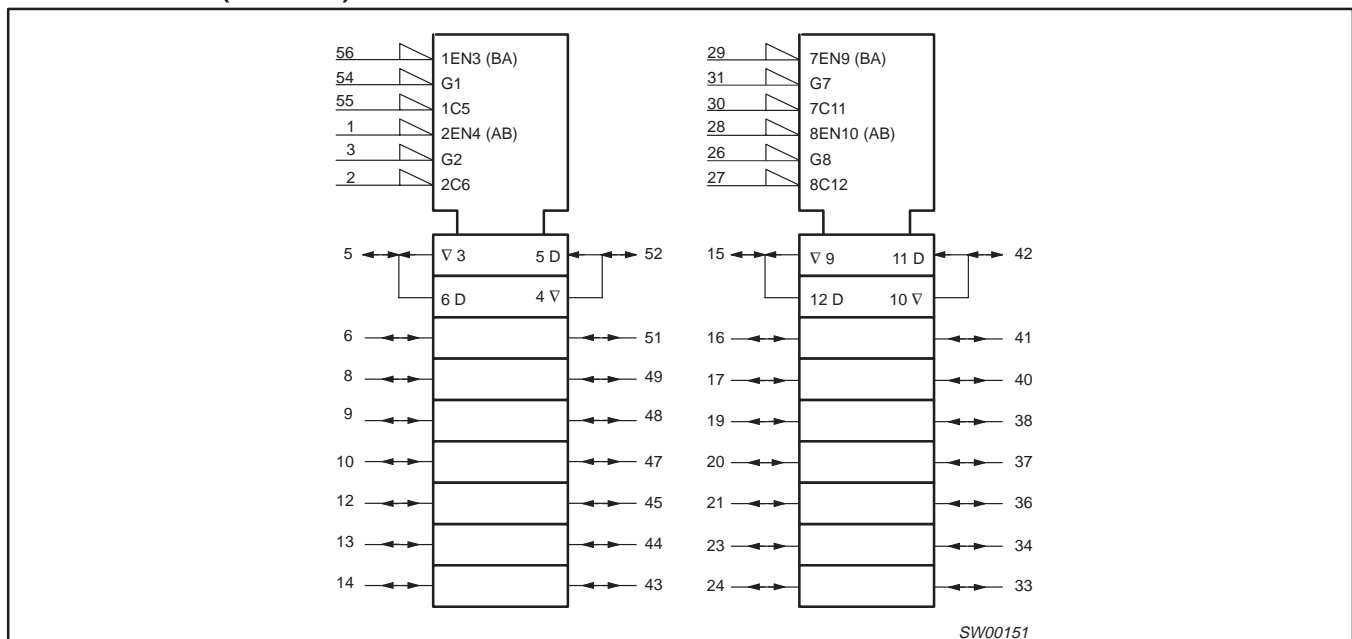 56 1EN3 (BA)
54 G1
55 1C5
1 2EN4 (AB)
3 G2
2 2C6
5 ∇ 3 5 D 52
6 D 4 ∇
6 51
8 49
9 48
10 47
12 45
13 44
14 43
29 7EN9 (BA)
31 G7
30 7C11
28 8EN10 (AB)
26 G8
27 8C12
15 ∇ 9 11 D 42
12 D 10 ∇
16 41
17 40
19 38
20 37
21 36
23 34
24 33
SW00151